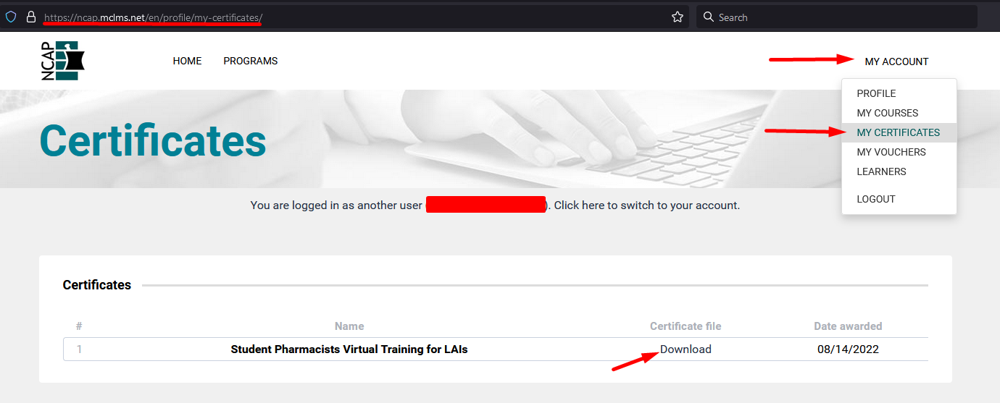 https://ncap.mclms.net/en/profile/my-certificates/
Search
NCAP
HOME PROGRAMS
MY ACCOUNT
PROFILE
MY COURSES
MY CERTIFICATES
MY VOUCHERS
LEARNERS
LOGOUT
Certificates
You are logged in as another user ( ). Click here to switch to your account.
Certificates
# Name Certificate file Date awarded
1 Student Pharmacists Virtual Training for LAIs Download 08/14/2022